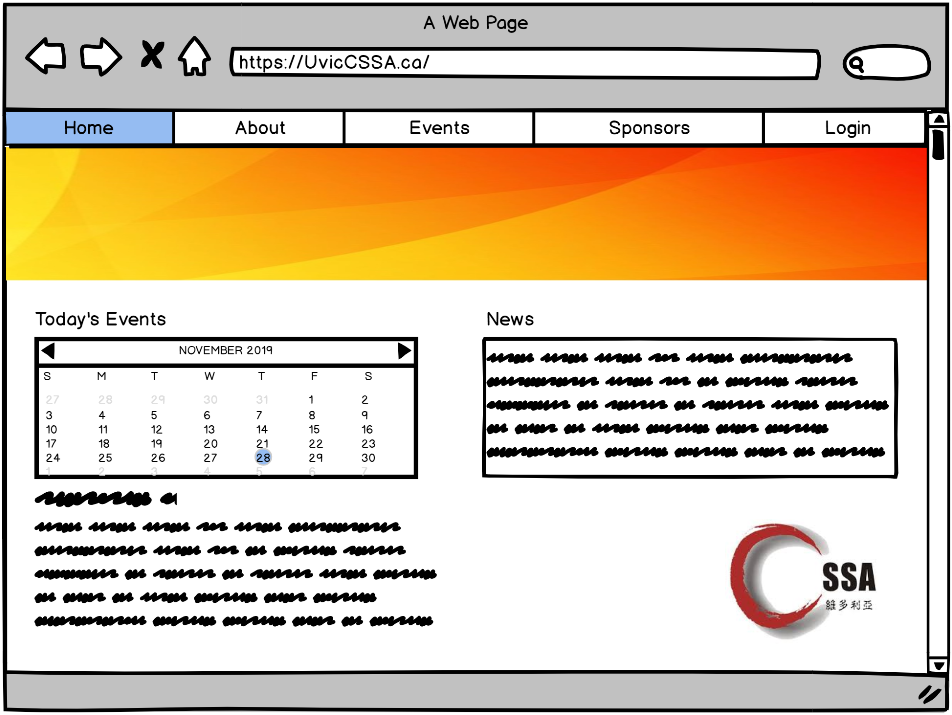 A Web Page
https://UvicCSSA.ca/
Home About Events Sponsors Login
Today's Events
NOVEMBER 2019
S M T W T F S
27 28 29 30 31 1 2
3 4 5 6 7 8 9
10 11 12 13 14 15 16
17 18 19 20 21 22 23
24 25 26 27 28 29 30
1 2 3 4 5 6 7
News
CSSA
維多利亞